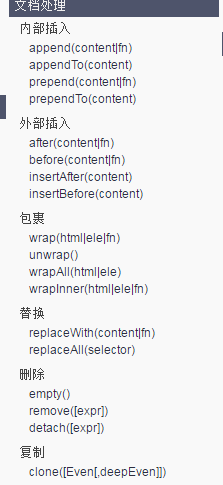 文档处理
内部插入
append(content|fn)
appendTo(content)
prepend(content|fn)
prependTo(content)
外部插入
after(content|fn)
before(content|fn)
insertAfter(content)
insertBefore(content)
包裹
wrap(html|ele|fn)
unwrap()
wrapAll(html|ele)
wrapInner(html|ele|fn)
替换
replaceWith(content|fn)
replaceAll(selector)
删除
empty()
remove([expr])
detach([expr])
复制
clone([Even[,deepEven]])